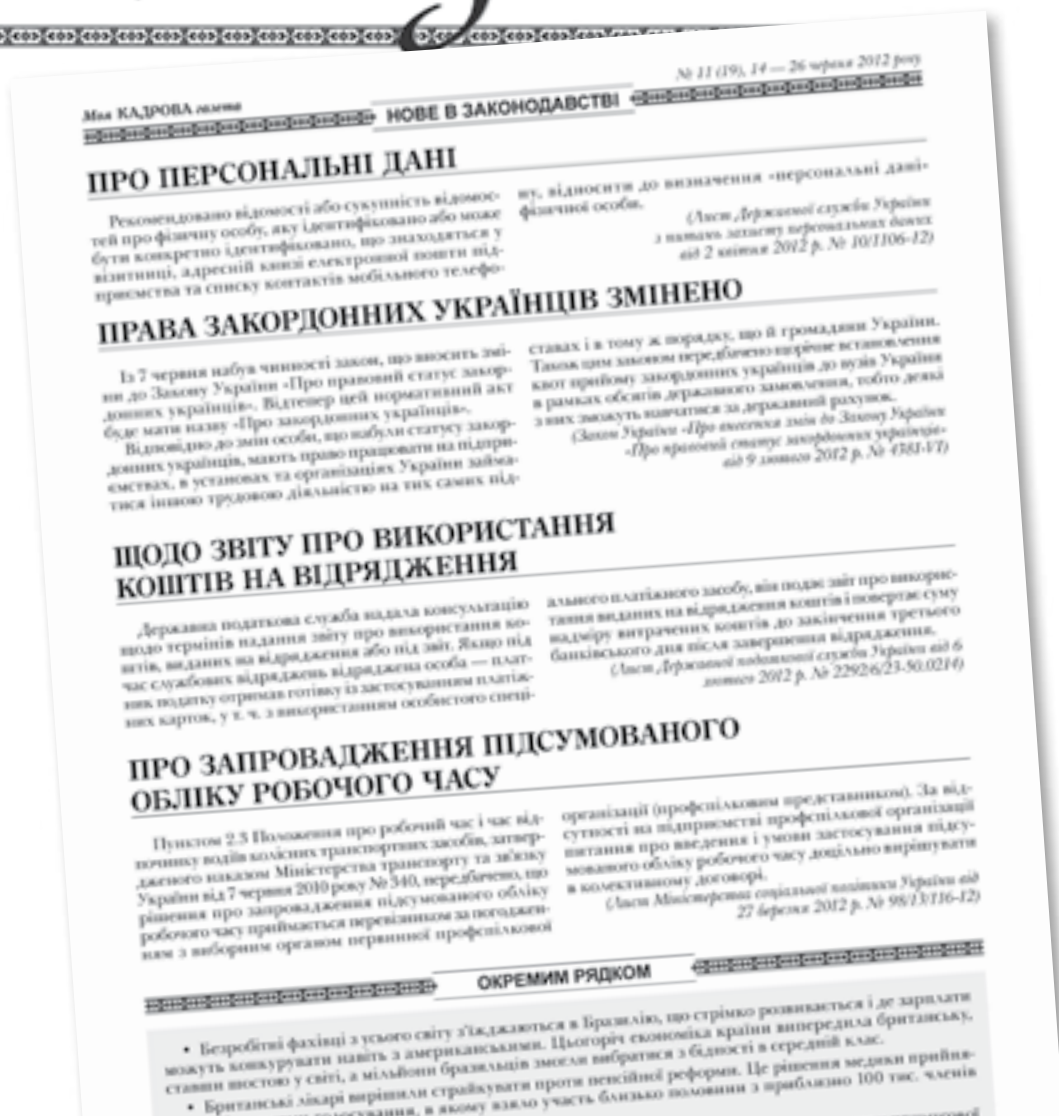 Моя КАДРОВА газета
№ 11 (19), 14 — 26 червня 2012 року
НОВЕ В ЗАКОНОДАВСТВІ
ПРО ПЕРСОНАЛЬНІ ДАНІ
Рекомендовано відомості або сукупність відомос-
тей про фізичну особу, яку ідентифіковано або може
бути конкретно ідентифіковано, що знаходяться у
візитниці, адресній книзі електронної пошти під-
приємства та списку контактів мобільного телефо-
ну, відносити до визначення «персональні дані»
фізичної особи.
(Лист Державної служби України
з питань захисту персональних даних
від 2 квітня 2012 р. № 10/1106-12)
ПРАВА ЗАКОРДОННИХ УКРАЇНЦІВ ЗМІНЕНО
Із 7 червня набув чинності закон, що вносить змі-
ни до Закону України «Про правовий статус закор-
донних українців». Відтепер цей нормативний акт
буде мати назву «Про закордонних українців».
Відповідно до змін особи, що набули статусу закор-
донних українців, мають право працювати на підпри-
ємствах, в установах та організаціях України займа-
тися іншою трудовою діяльністю на тих самих під-
ставах і в тому ж порядку, що й громадяни України.
Також цим законом передбачено щорічне встановлення
квот прийому закордонних українців до вузів України
в рамках обсягів державного замовлення, тобто деякі
з них зможуть навчатися за державний рахунок.
(Закон України «Про внесення змін до Закону України
«Про правовий статус закордонних українців»
від 9 лютого 2012 р. № 4381-VI)
ЩОДО ЗВІТУ ПРО ВИКОРИСТАННЯ
КОШТІВ НА ВІДРЯДЖЕННЯ
Державна податкова служба надала консультацію
щодо термінів надання звіту про використання ко-
штів, виданих на відрядження або під звіт. Якщо під
час службових відряджень відряджена особа — плат-
ник податку отримав готівку із застосуванням платіж-
них карток, у т. ч. з використанням особистого спеці-
ального платіжного засобу, він подає звіт про викорис-
тання виданих на відрядження коштів і повертає суму
надміру витрачених коштів до закінчення третього
банківського дня після завершення відрядження.
(Лист Державної податкової служби України від 6
лютого 2012 р. № 2292/6/23-50.0214)
ПРО ЗАПРОВАДЖЕННЯ ПІДСУМОВАНОГО
ОБЛІКУ РОБОЧОГО ЧАСУ
Пунктом 2.3 Положення про робочий час і час від-
починку водіїв колісних транспортних засобів, затвер-
дженого наказом Міністерства транспорту та зв'язку
України від 7 червня 2010 року № 340, передбачено, що
рішення про запровадження підсумованого обліку
робочого часу приймається перевізником за погоджен-
ням з виборним органом первинної профспілкової
організації (профспілковим представником). За від-
сутності на підприємстві профспілкової організації
питання про введення і умови застосування підсу-
мованого обліку робочого часу доцільно вирішувати
в колективному договорі.
(Лист Міністерства соціальної політики України від
27 березня 2012 р. № 98/13/116-12)
ОКРЕМИМ РЯДКОМ
• Безробітні фахівці з усього світу з'їжджаються в Бразилію, що стрімко розвивається і де зарплати
можуть конкурувати навіть з американськими. Цьогоріч економіка країни випередила британську,
ставши шостою у світі, а мільйони бразильців змогли вибратися з бідності в середній клас.
• Британські лікарі вирішили страйкувати проти пенсійної реформи. Це рішення медики прийня-
голосування, в якому взяло участь близько половини з приблизно 100 тис. членів